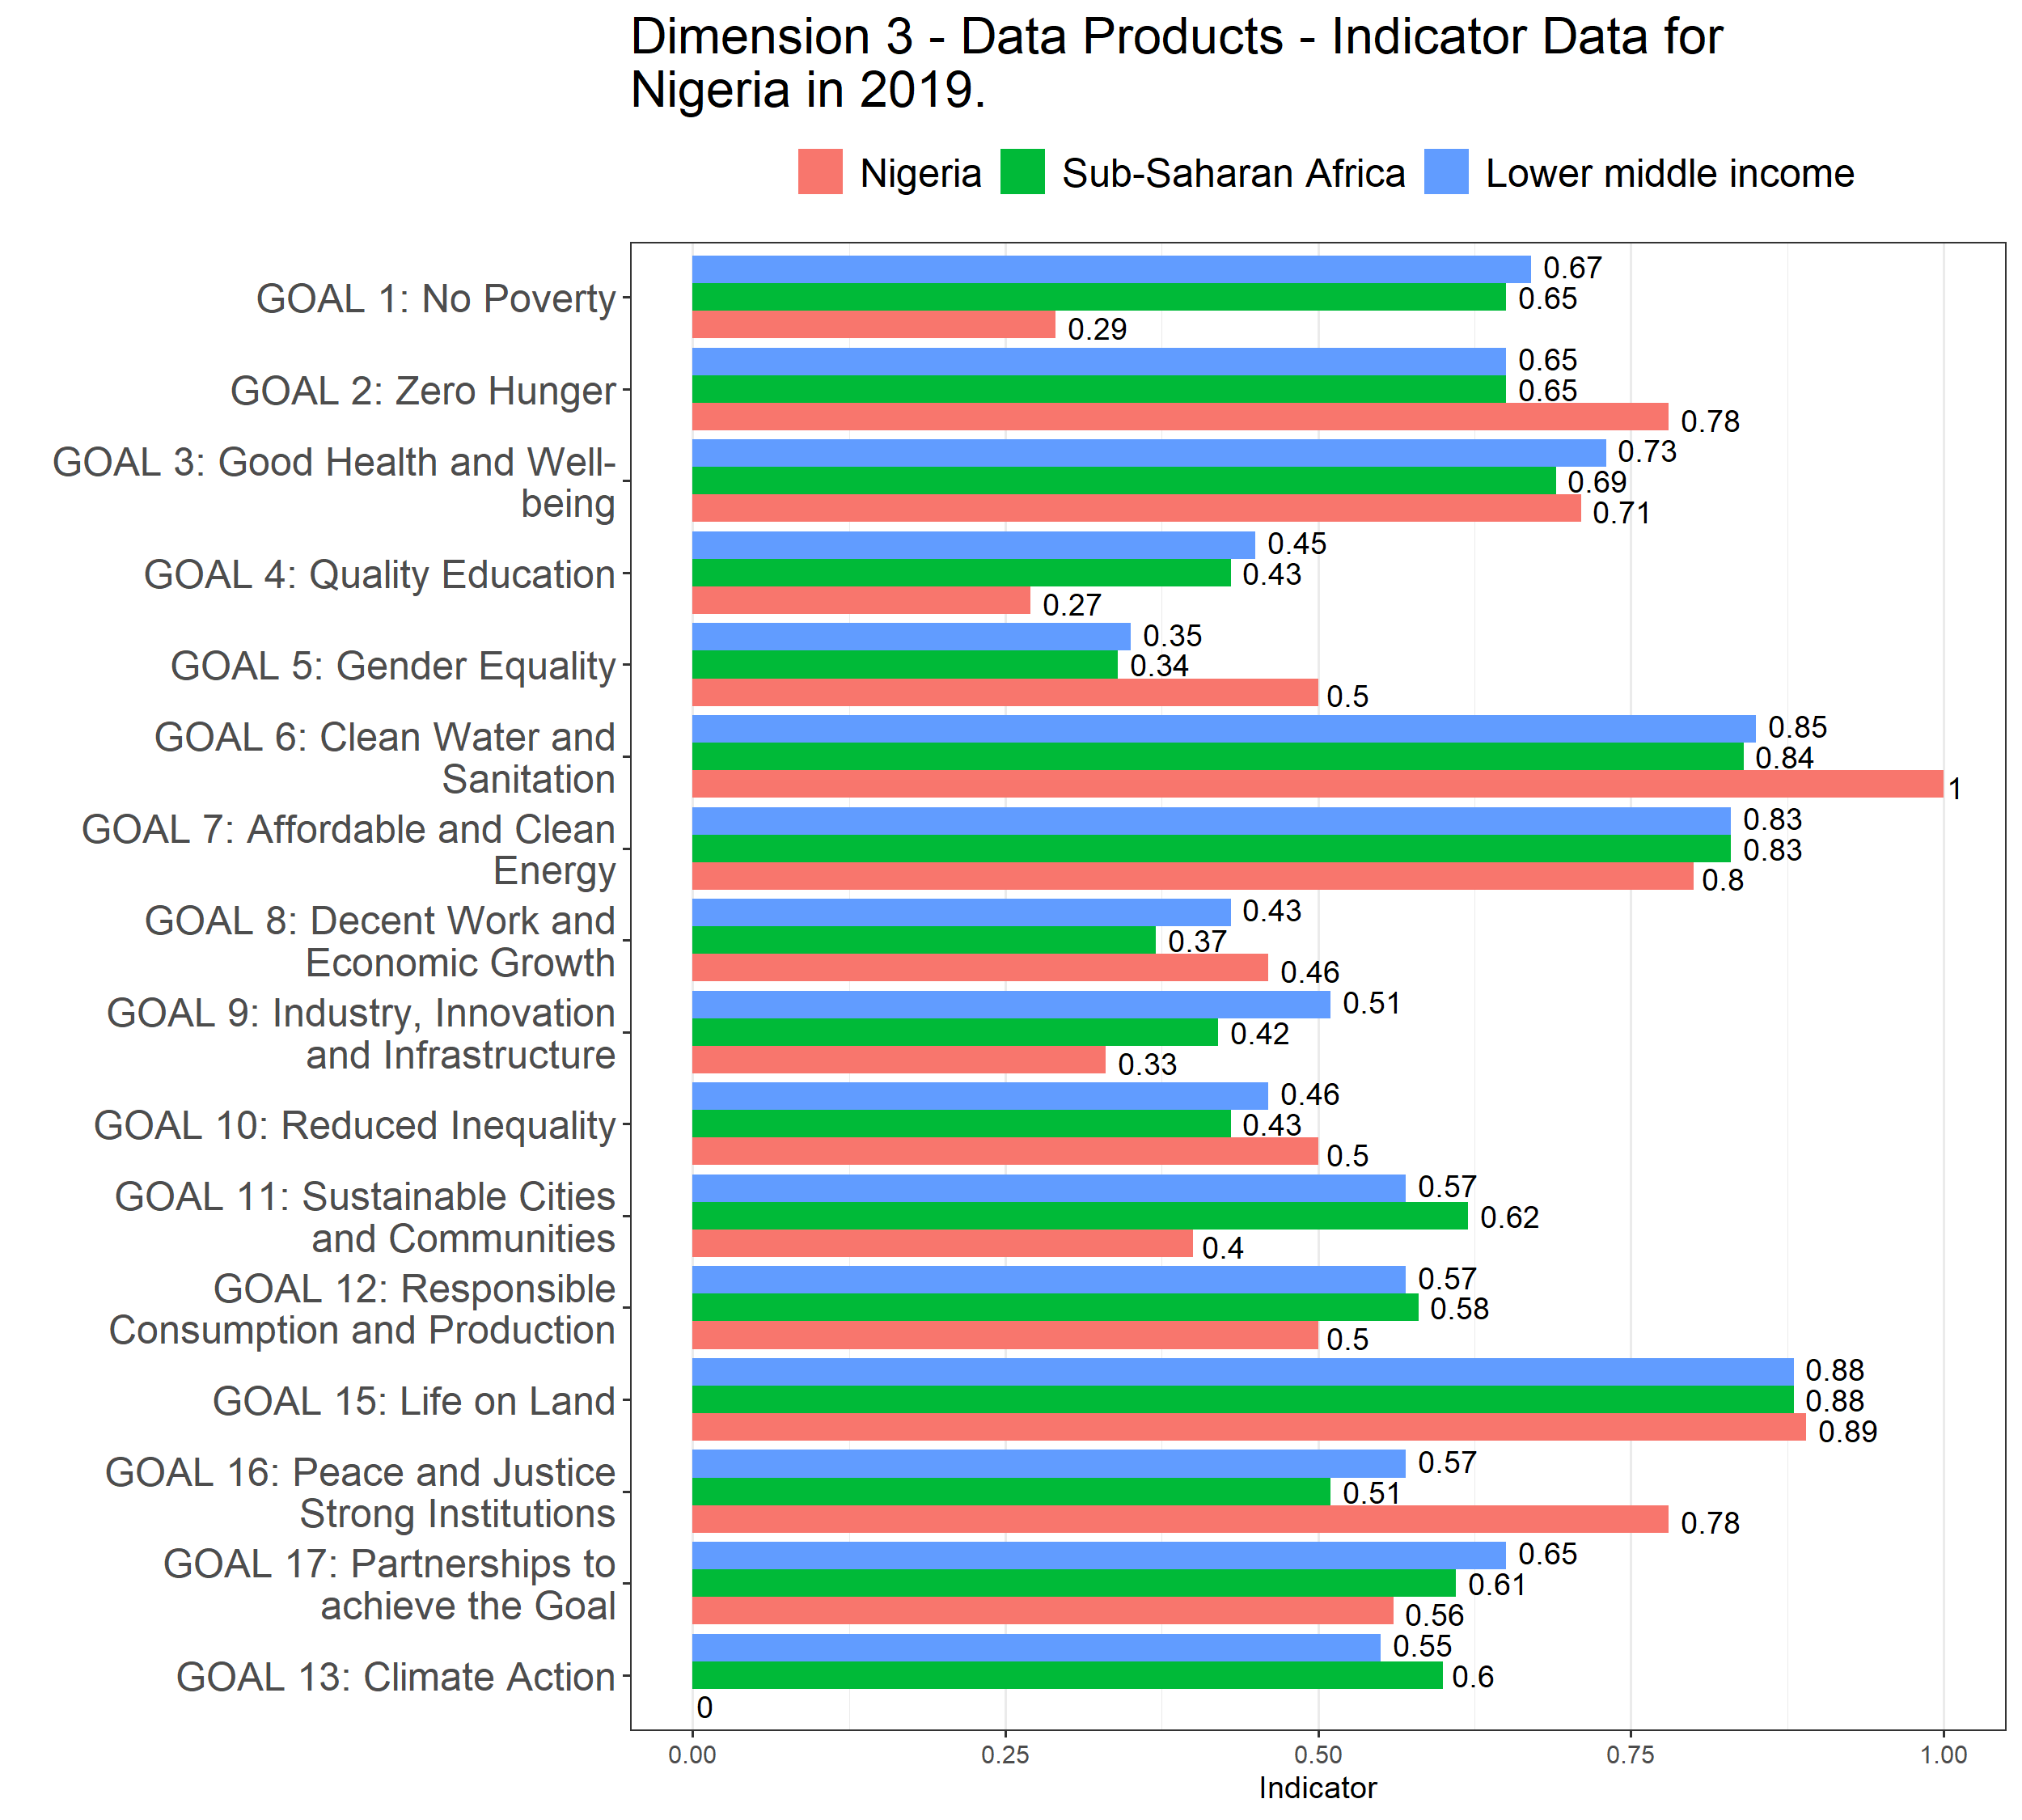 Dimension 3 - Data Products - Indicator Data for
Nigeria in 2019.
Nigeria Sub-Saharan Africa Lower middle income
GOAL 1: No Poverty
0.67
0.65
0.29
GOAL 2: Zero Hunger
0.65
0.65
0.78
GOAL 3: Good Health and Well-
being
0.73
0.69
0.71
GOAL 4: Quality Education
0.45
0.43
0.27
GOAL 5: Gender Equality
0.35
0.34
0.5
GOAL 6: Clean Water and
Sanitation
0.85
0.84
1
GOAL 7: Affordable and Clean
Energy
0.83
0.83
0.8
GOAL 8: Decent Work and
Economic Growth
0.43
0.37
0.46
GOAL 9: Industry, Innovation
and Infrastructure
0.51
0.42
0.33
GOAL 10: Reduced Inequality
0.46
0.43
0.5
GOAL 11: Sustainable Cities
and Communities
0.57
0.62
0.4
GOAL 12: Responsible
Consumption and Production
0.57
0.58
0.5
GOAL 15: Life on Land
0.88
0.88
0.89
GOAL 16: Peace and Justice
Strong Institutions
0.57
0.51
0.78
GOAL 17: Partnerships to
achieve the Goal
0.65
0.61
0.56
GOAL 13: Climate Action
0.55
0.6
0
0.00 0.25 0.50 0.75 1.00
Indicator